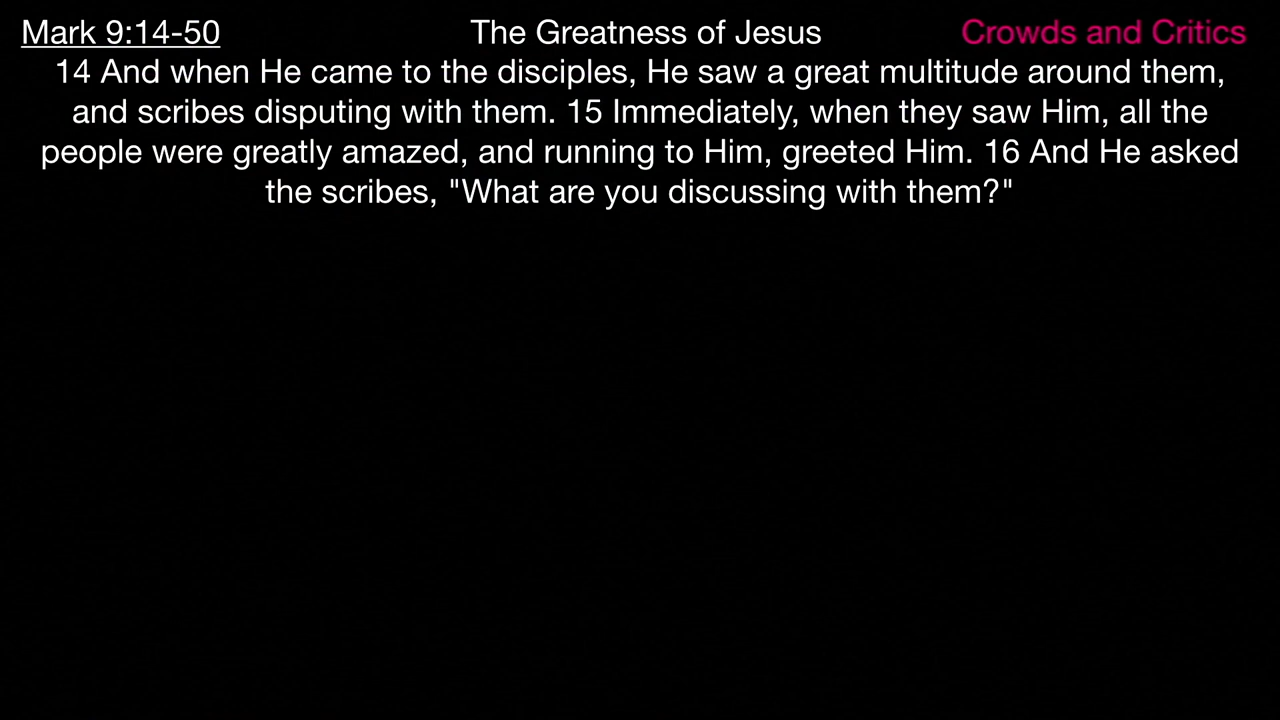 Mark 9:14-50 The Greatness of Jesus Crowds and Critics
14 And when He came to the disciples, He saw a great multitude around them,
and scribes disputing with them. 15 Immediately, when they saw Him, all the
people were greatly amazed, and running to Him, greeted Him. 16 And He asked
the scribes, "What are you discussing with them?"